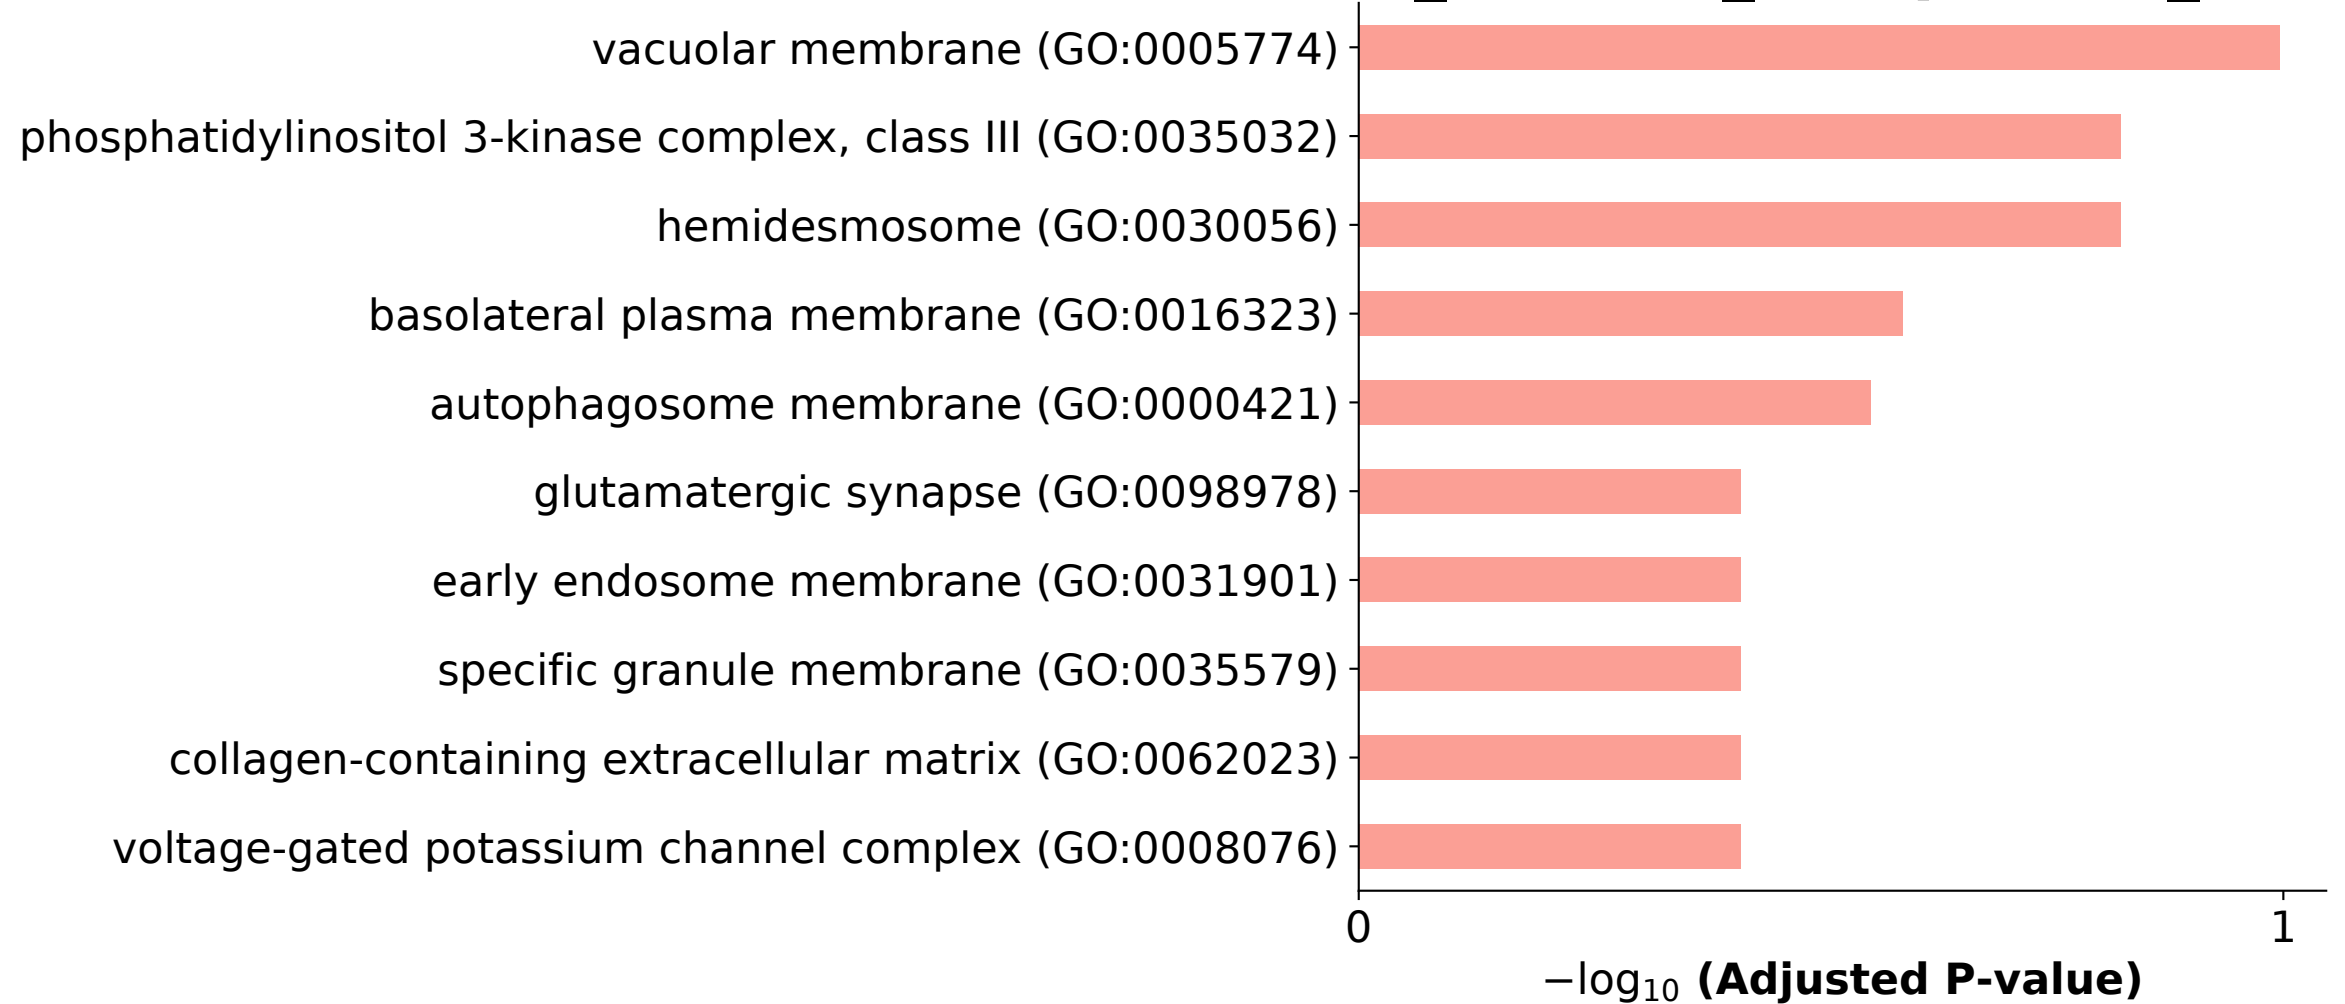 vacuolar membrane (GO:0005774)
phosphatidylinositol 3-kinase complex, class III (GO:0035032)
hemidesmosome (GO:0030056)
basolateral plasma membrane (GO:0016323)
autophagosome membrane (GO:0000421)
glutamatergic synapse (GO:0098978)
early endosome membrane (GO:0031901)
specific granule membrane (GO:0035579)
collagen-containing extracellular matrix (GO:0062023)
voltage-gated potassium channel complex (GO:0008076)
0 1
−log₁₀ (Adjusted P-value)